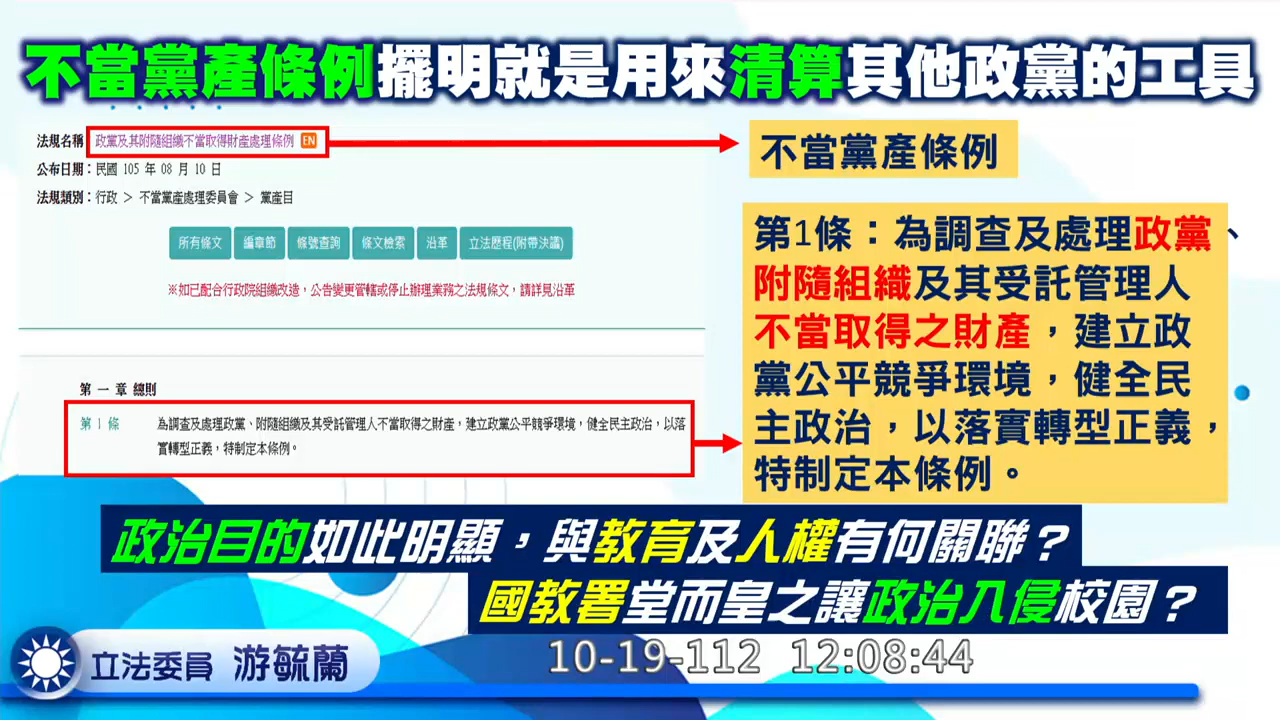 不當黨產條例擺明就是用來清算其他政黨的工具
法規名稱 政黨及其附隨組織不當取得財產處理條例 EN
公布日期：民國 105 年 08 月 10 日
法規類別：行政 ＞ 不當黨產處理委員會 ＞ 黨產目
所有條文 編章節 條號查詢 條文檢索 沿革 立法歷程(附帶決議)
※如已配合行政院組織改造，公告變更管轄或停止辦理業務之法規條文，請詳見沿革
第 一 章 總則
第 1 條 為調查及處理政黨、附隨組織及其受託管理人不當取得之財產，建立政黨公平競爭環境，健全民主政治，以落
實轉型正義，特制定本條例。
不當黨產條例
第1條：為調查及處理政黨、
附隨組織及其受託管理人
不當取得之財產，建立政
黨公平競爭環境，健全民
主政治，以落實轉型正義，
特制定本條例。
政治目的如此明顯，與教育及人權有何關聯？
國教署堂而皇之讓政治入侵校園？
立法委員 游毓蘭
10-19-112 12:08:44